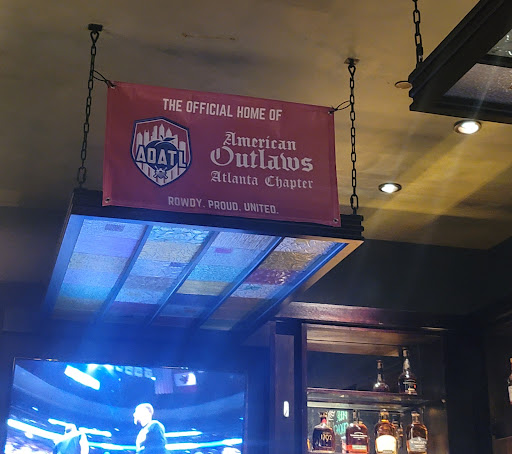 THE OFFICIAL HOME OF
AOATL
American
Outlaws
Atlanta Chapter
ROWDY. PROUD. UNITED.